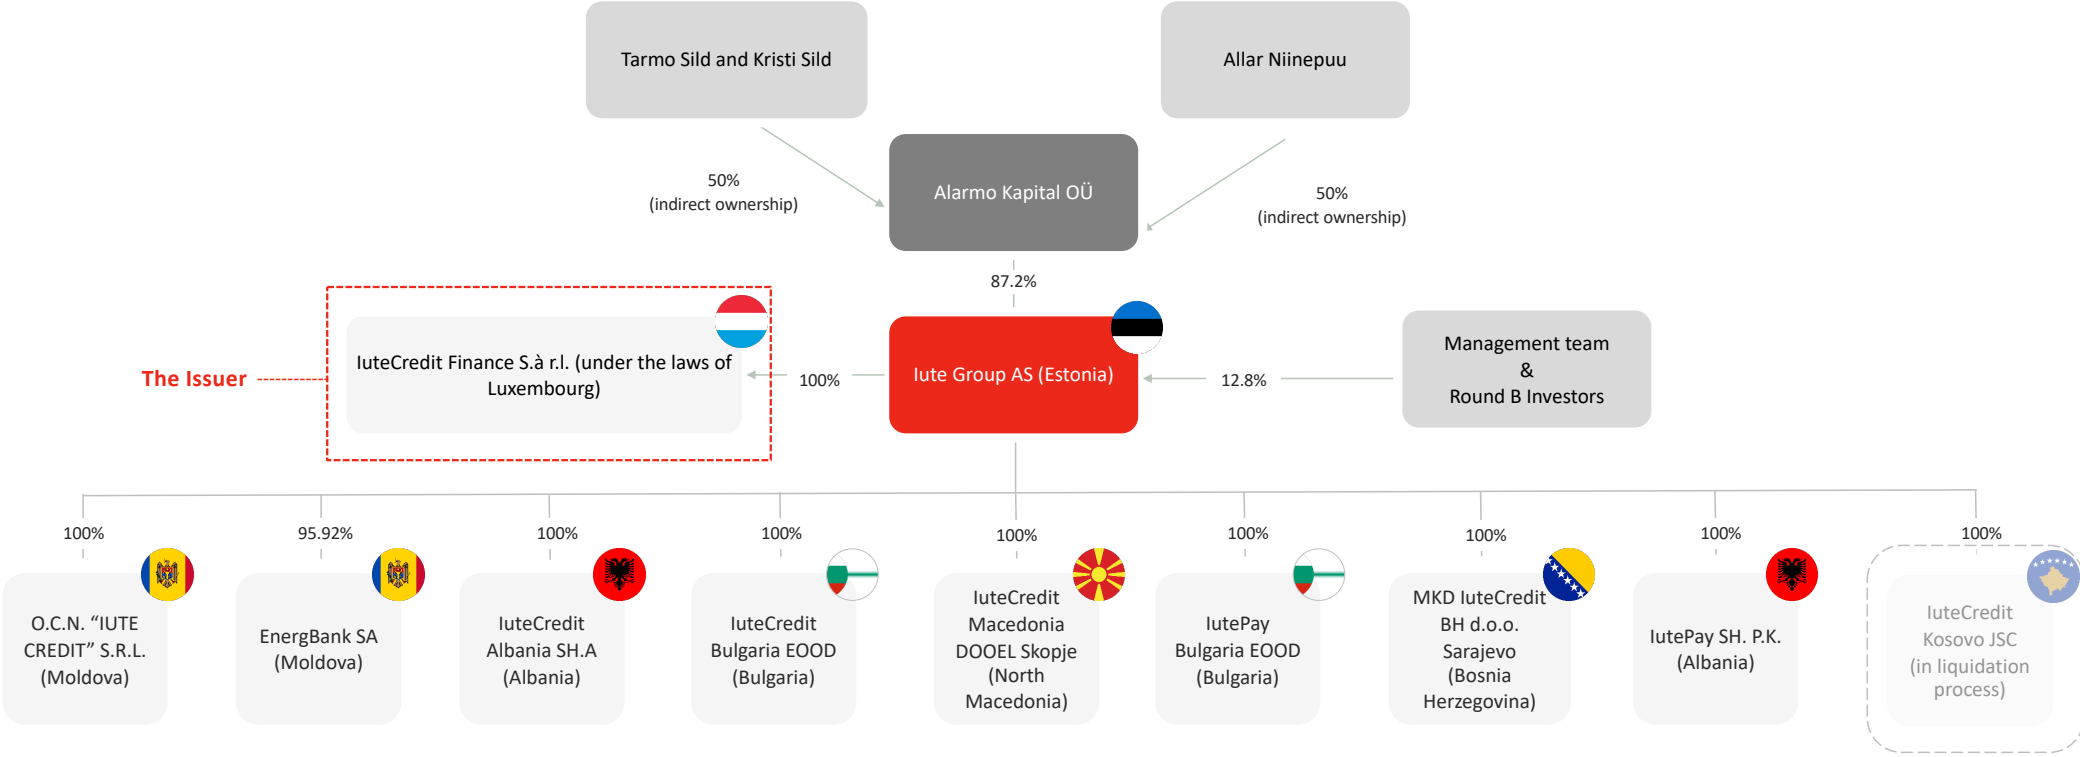 Tarmo Sild and Kristi Sild
Allar Niinepuu
50%
(indirect ownership)
Alarmo Kapital OÜ
50%
(indirect ownership)
87.2%
The Issuer
IuteCredit Finance S.à r.l. (under the laws of
Luxembourg)
100%
Iute Group AS (Estonia)
12.8%
Management team
&
Round B Investors
100%
95.92%
100%
100%
100%
100%
100%
100%
100%
O.C.N. “IUTE
CREDIT” S.R.L.
(Moldova)
EnergBank SA
(Moldova)
IuteCredit
Albania SH.A
(Albania)
IuteCredit
Bulgaria EOOD
(Bulgaria)
IuteCredit
Macedonia
DOOEL Skopje
(North
Macedonia)
IutePay
Bulgaria EOOD
(Bulgaria)
MKD IuteCredit
BH d.o.o.
Sarajevo
(Bosnia
Herzegovina)
IutePay SH. P.K.
(Albania)
IuteCredit
Kosovo JSC
(in liquidation
process)